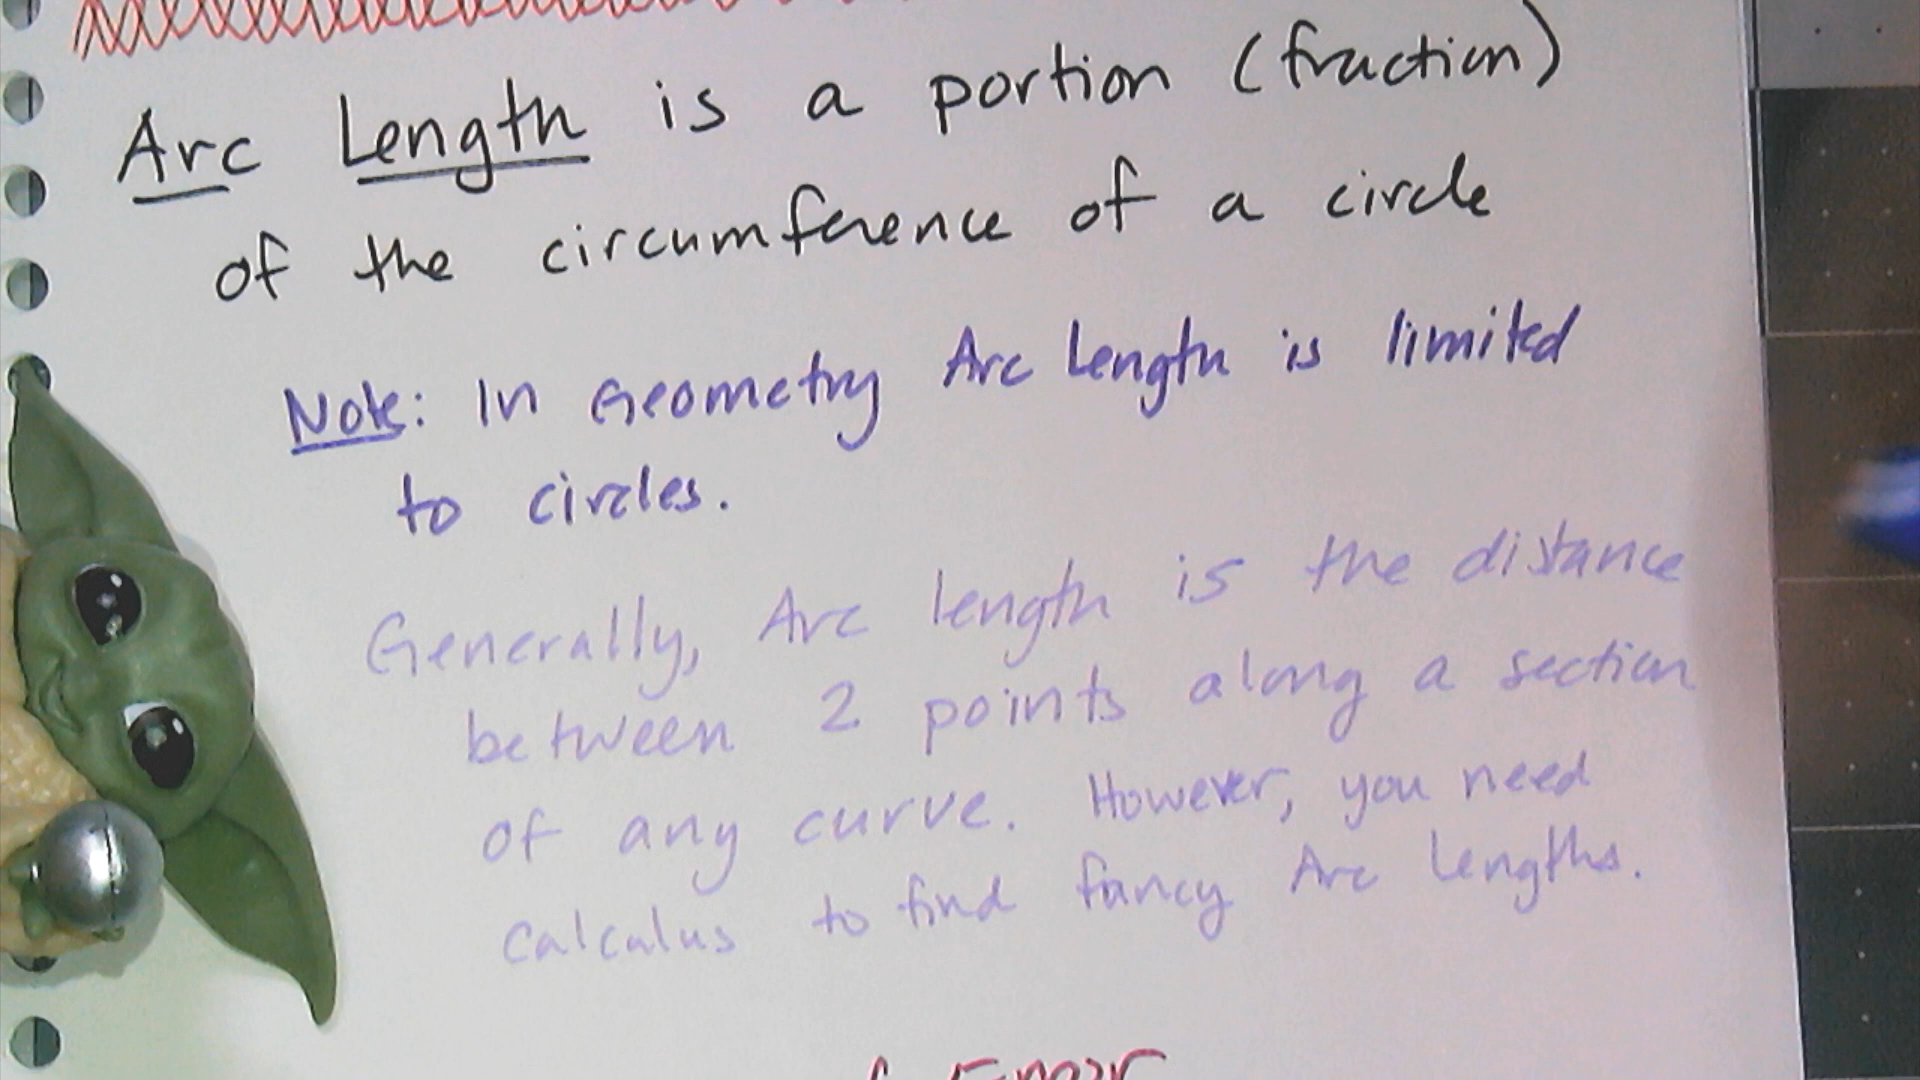 Arc Length is a portion (fraction)
of the circumference of a circle
Note: In Geometry Arc Length is limited
to circles.
Generally, Arc length is the distance
between 2 points along a section
of any curve. However, you need
Calculus to find fancy Arc Lengths.